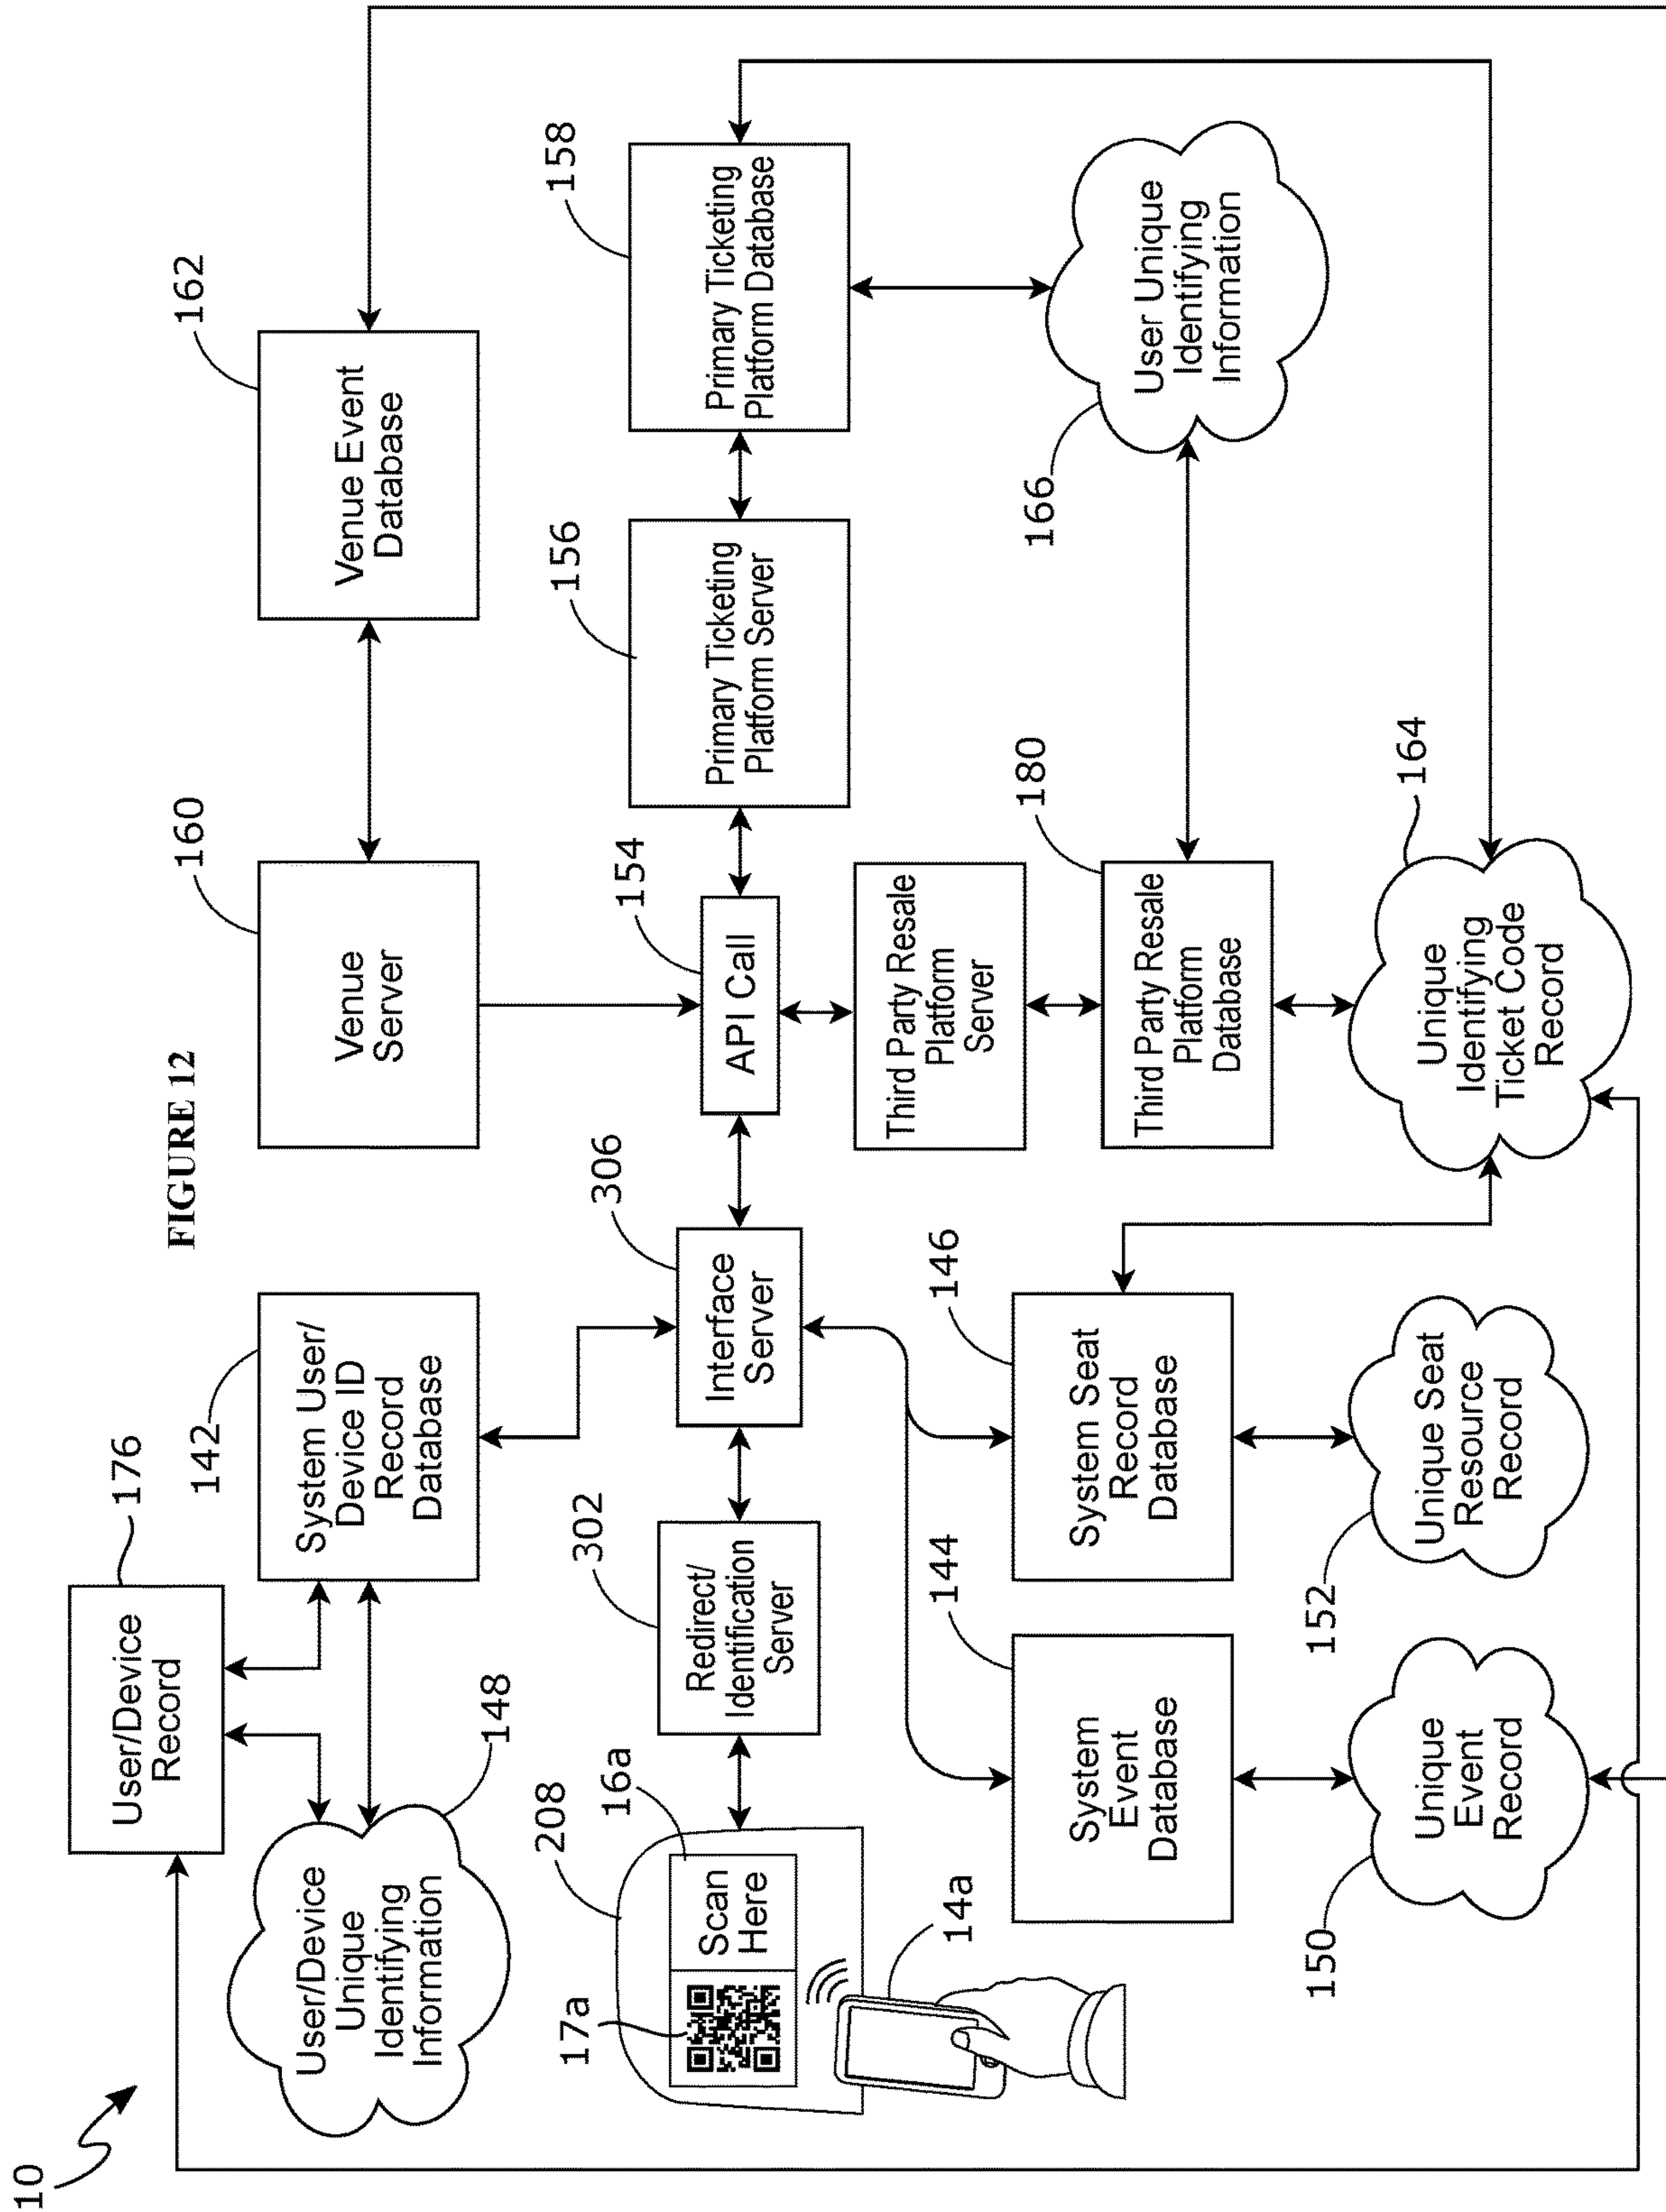 FIGURE 12
10
176
User/Device
Record
142
System User/
Device ID
Record
Database
160
Venue
Server
162
Venue Event
Database
148
User/Device
Unique
Identifying
Information
208
16a
17a
Scan
Here
14a
302
Redirect/
Identification
Server
306
Interface
Server
154
API Call
156
Primary Ticketing
Platform Server
158
Primary Ticketing
Platform Database
Third Party Resale
Platform
Server
144
System
Event
Database
146
System Seat
Record
Database
180
Third Party Resale
Platform
Database
166
User Unique
Identifying
Information
150
Unique
Event
Record
152
Unique Seat
Resource
Record
164
Unique
Identifying
Ticket Code
Record